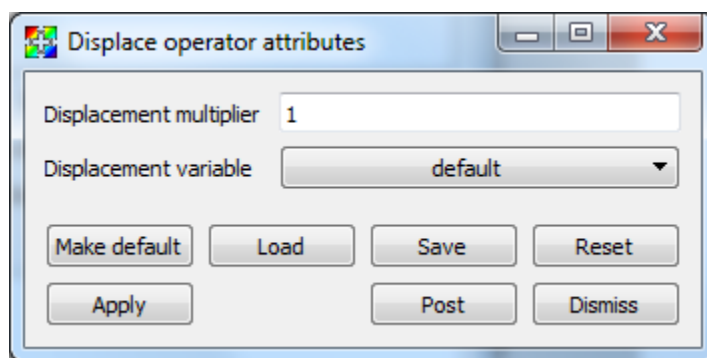 Displace operator attributes
Displacement multiplier 1
Displacement variable default
Make default Load Save Reset
Apply Post Dismiss